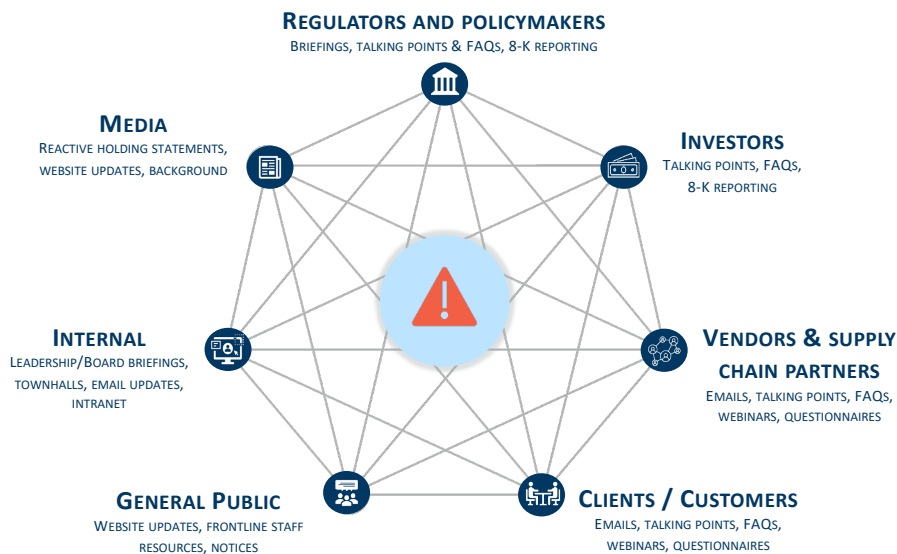 REGULATORS AND POLICYMAKERS
BRIEFINGS, TALKING POINTS & FAQS, 8-K REPORTING
MEDIA
REACTIVE HOLDING STATEMENTS,
WEBSITE UPDATES, BACKGROUND
INVESTORS
TALKING POINTS, FAQS,
8-K REPORTING
INTERNAL
LEADERSHIP/BOARD BRIEFINGS,
TOWNHALLS, EMAIL UPDATES,
INTRANET
VENDORS & SUPPLY
CHAIN PARTNERS
EMAILS, TALKING POINTS, FAQS,
WEBINARS, QUESTIONNAIRES
GENERAL PUBLIC
WEBSITE UPDATES, FRONTLINE STAFF
RESOURCES, NOTICES
CLIENTS / CUSTOMERS
EMAILS, TALKING POINTS, FAQS,
WEBINARS, QUESTIONNAIRES